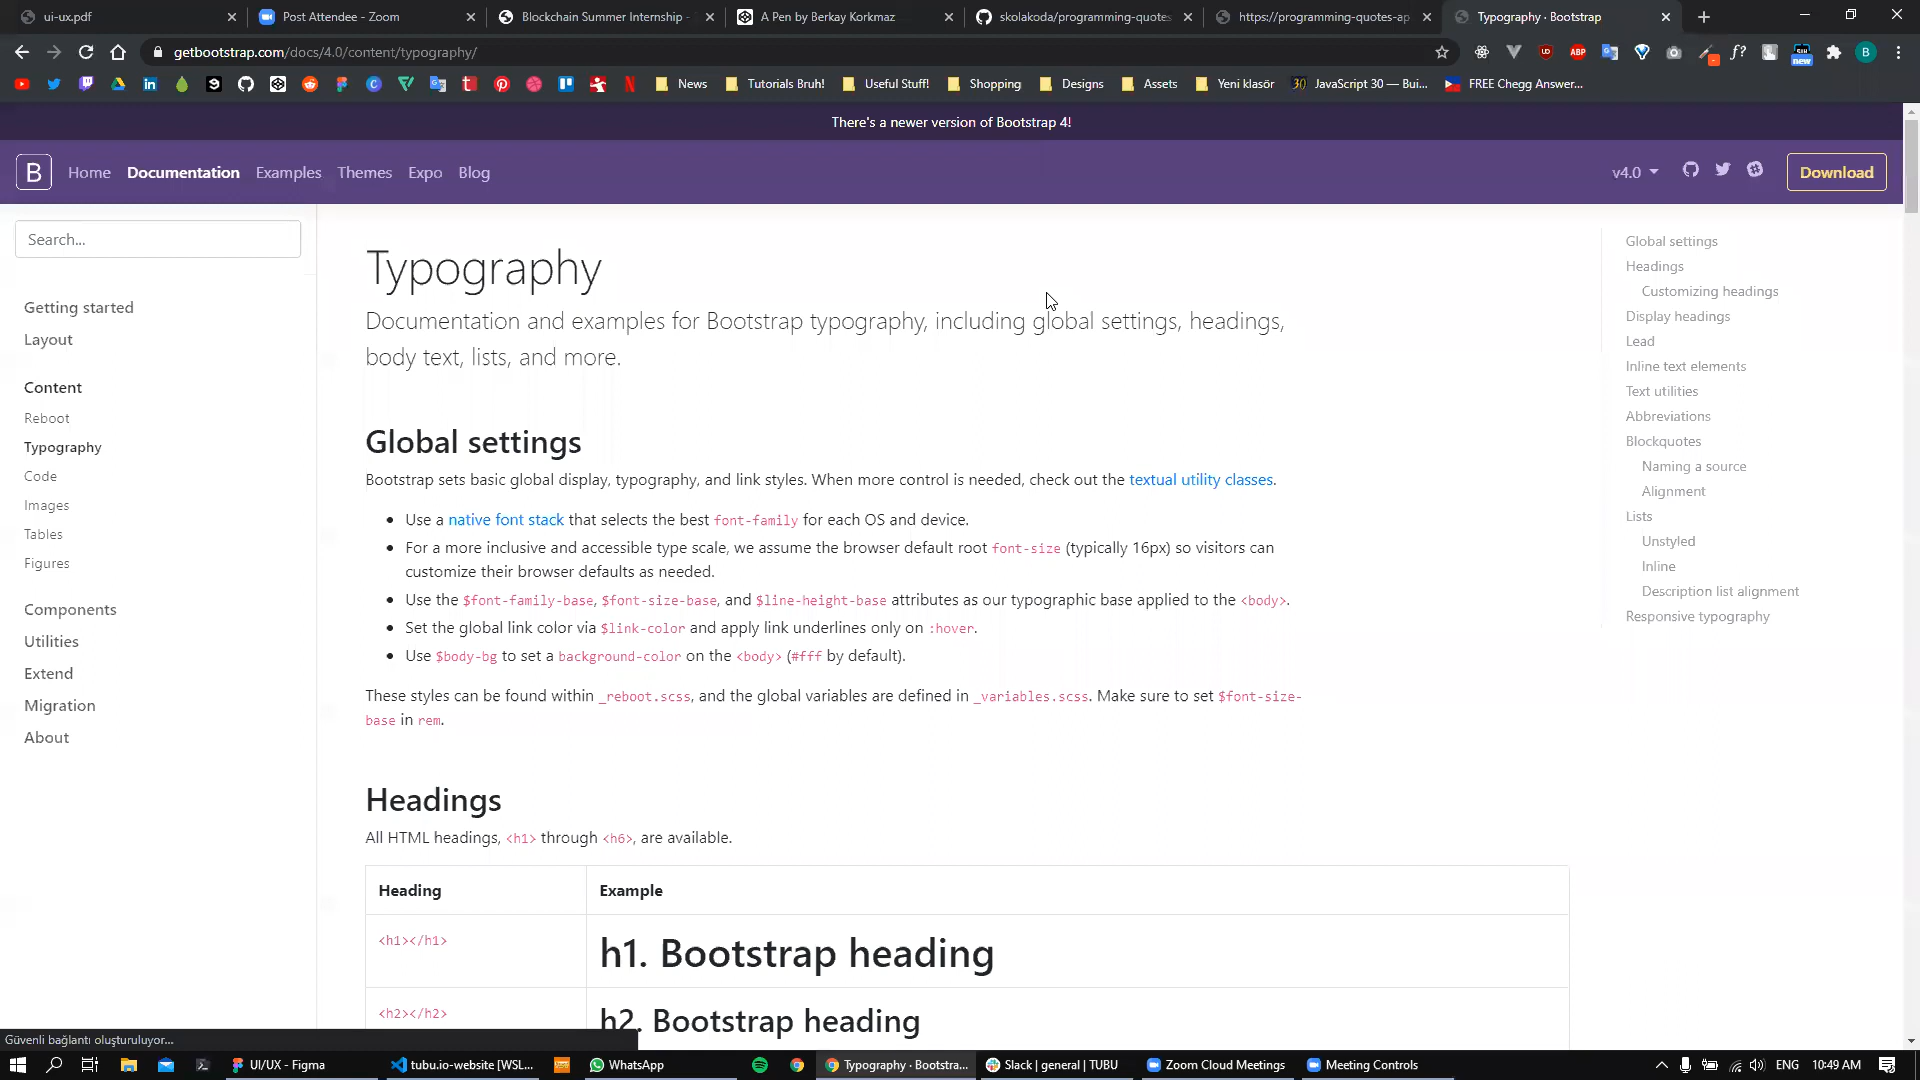 ui-ux.pdf
Post Attendee - Zoom
Blockchain Summer Internship -
A Pen by Berkay Korkmaz
skolakoda/programming-quotes
https://programming-quotes-ap
Typography · Bootstrap
getbootstrap.com/docs/4.0/content/typography/
News
Tutorials Bruh!
Useful Stuff!
Shopping
Designs
Assets
Yeni klasör
JavaScript 30 — Bui...
FREE Chegg Answer...
There's a newer version of Bootstrap 4!
B Home Documentation Examples Themes Expo Blog
v4.0
Download
Search...
Getting started
Layout
Content
Reboot
Typography
Code
Images
Tables
Figures
Components
Utilities
Extend
Migration
About
Typography
Documentation and examples for Bootstrap typography, including global settings, headings,
body text, lists, and more.
Global settings
Bootstrap sets basic global display, typography, and link styles. When more control is needed, check out the textual utility classes.
Use a native font stack that selects the best font-family for each OS and device.
For a more inclusive and accessible type scale, we assume the browser default root font-size (typically 16px) so visitors can
customize their browser defaults as needed.
Use the $font-family-base, $font-size-base, and $line-height-base attributes as our typographic base applied to the <body>.
Set the global link color via $link-color and apply link underlines only on :hover.
Use $body-bg to set a background-color on the <body> (#fff by default).
These styles can be found within _reboot.scss, and the global variables are defined in _variables.scss. Make sure to set $font-size-
base in rem.
Headings
All HTML headings, <h1> through <h6>, are available.
Heading Example
<h1></h1> h1. Bootstrap heading
<h2></h2> h2. Bootstrap heading
Global settings
Headings
Customizing headings
Display headings
Lead
Inline text elements
Text utilities
Abbreviations
Blockquotes
Naming a source
Alignment
Lists
Unstyled
Inline
Description list alignment
Responsive typography
Güvenli bağlantı oluşturuluyor...
UI/UX - Figma
tubu.io-website [WSL...
WhatsApp
Typography · Bootstra...
Slack | general | TUBU
Zoom Cloud Meetings
Meeting Controls
ENG
10:49 AM